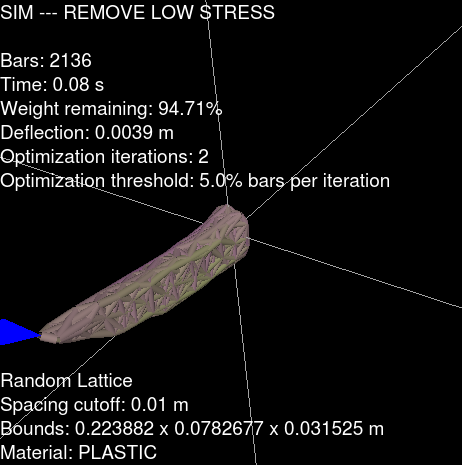 SIM --- REMOVE LOW STRESS
Bars: 2136
Time: 0.08 s
Weight remaining: 94.71%
Deflection: 0.0039 m
Optimization iterations: 2
Optimization threshold: 5.0% bars per iteration
Random Lattice
Spacing cutoff: 0.01 m
Bounds: 0.223882 x 0.0782677 x 0.031525 m
Material: PLASTIC